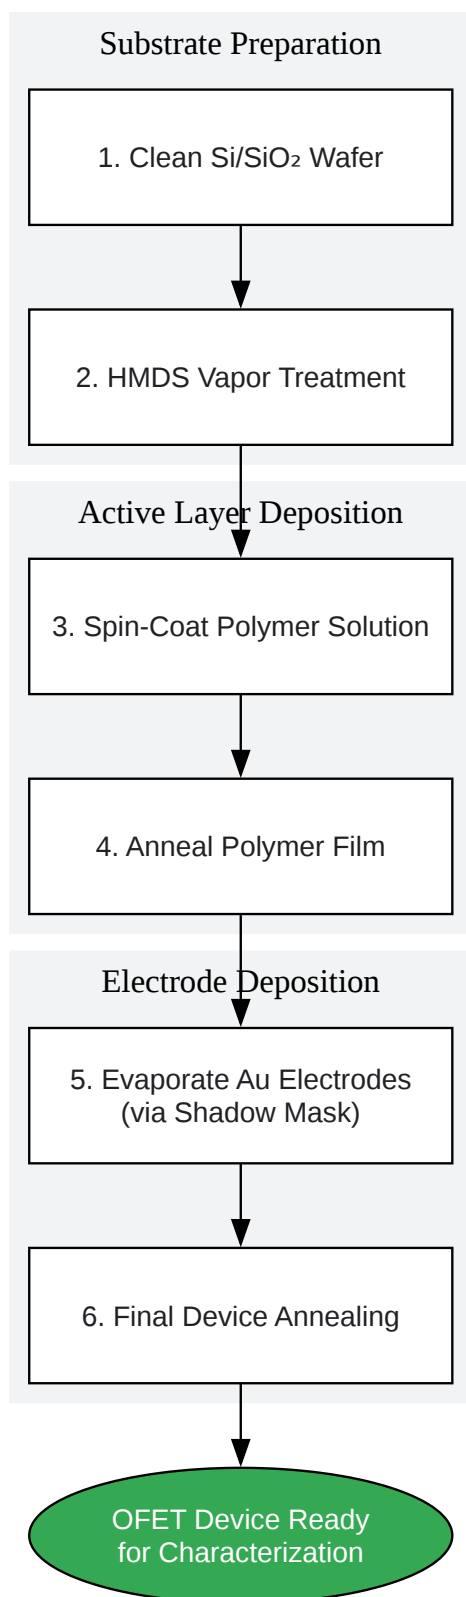 Substrate Preparation
1. Clean Si/SiO₂ Wafer
2. HMDS Vapor Treatment
Active Layer Deposition
3. Spin-Coat Polymer Solution
4. Anneal Polymer Film
Electrode Deposition
5. Evaporate Au Electrodes
(via Shadow Mask)
6. Final Device Annealing
OFET Device Ready
for Characterization